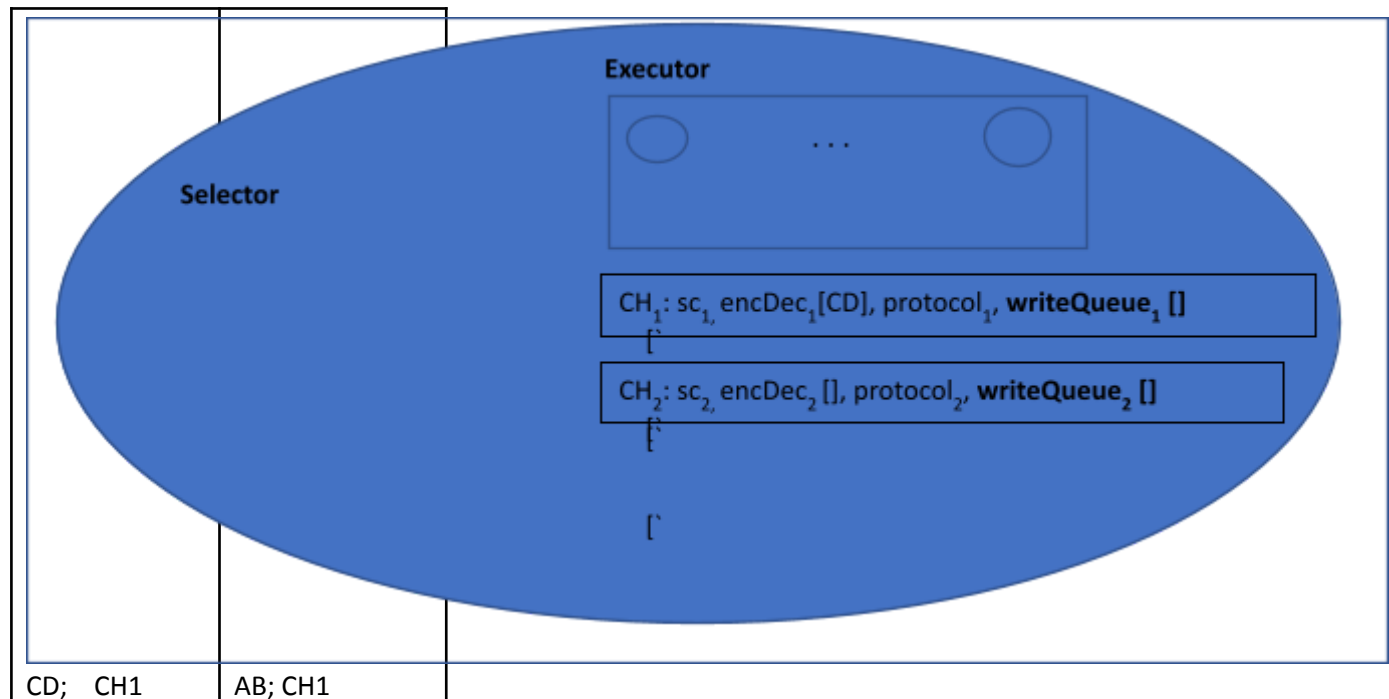 Executor
. . .
Selector
CH1: sc1, encDec1[CD], protocol1, writeQueue1 []
[`
CH2: sc2, encDec2 [], protocol2, writeQueue2 []
[`
[`
[`
CD; CH1
AB; CH1